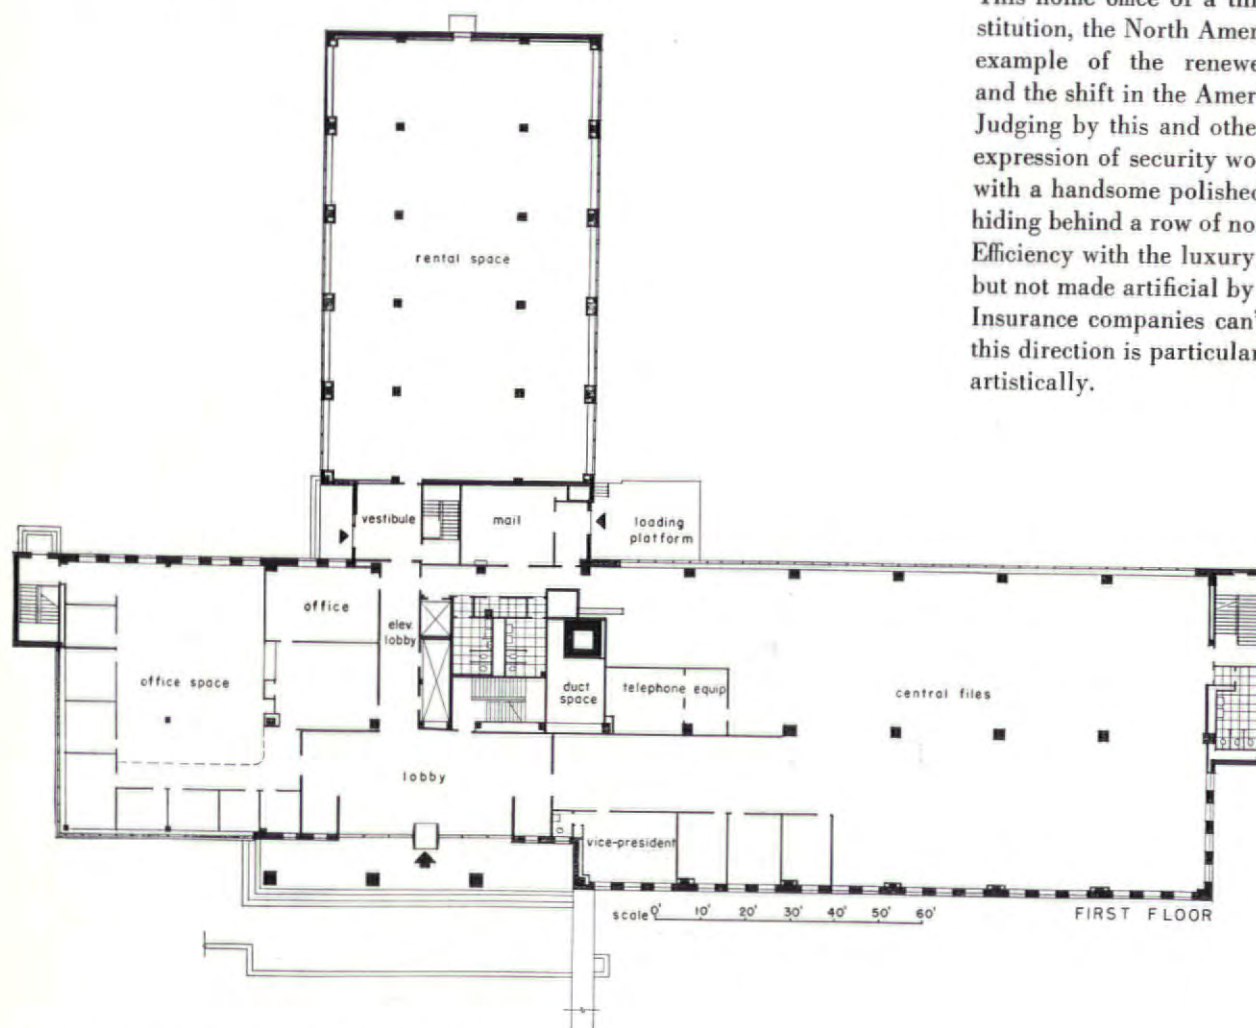 This home office of a
stitution, the North Amer
example of the renewe
and the shift in the Amer
Judging by this and othe
expression of security wo
with a handsome polished
hiding behind a row of no
Efficiency with the luxury
but not made artificial by
Insurance companies can'
this direction is particular
artistically.
rental space
vestibule
mail
loading
platform
office
elev.
lobby
office space
duct
space
telephone equip
central files
lobby
vice-president
scale 0' 10' 20' 30' 40' 50' 60'
FIRST FLOOR